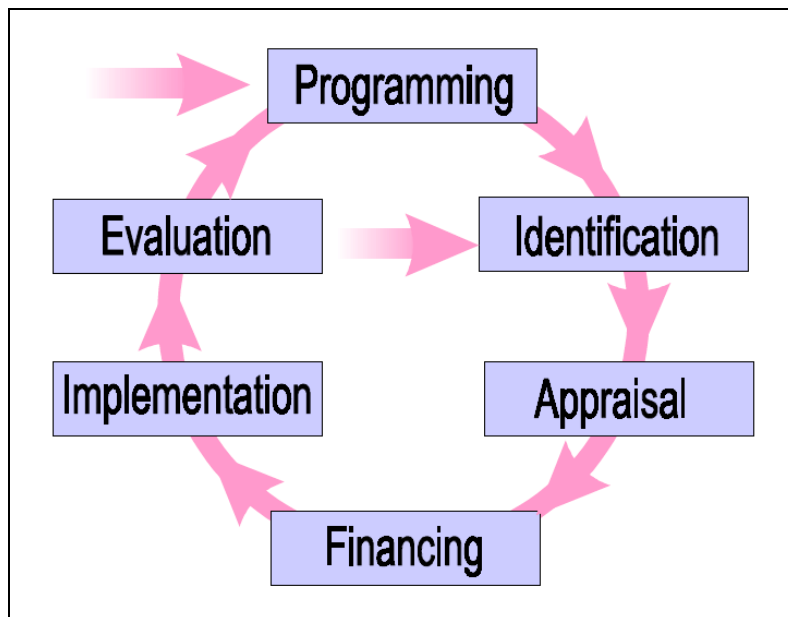 Programming
Evaluation
Identification
Implementation
Appraisal
Financing